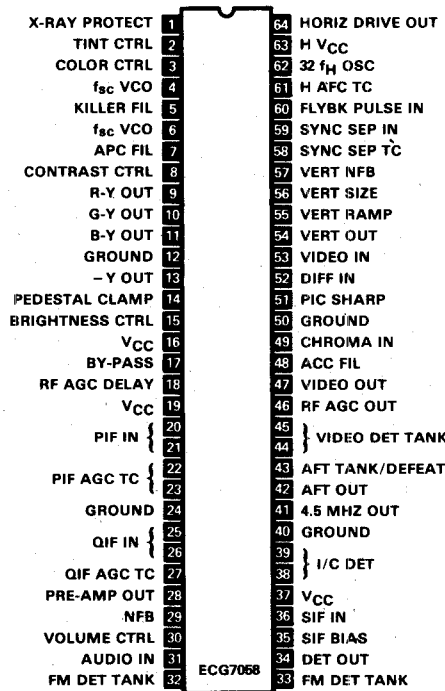 X-RAY PROTECT 1 64 HORIZ DRIVE OUT
TINT CTRL 2 63 H VCC
COLOR CTRL 3 62 32 fH OSC
fsc VCO 4 61 H AFC TC
KILLER FIL 5 60 FLYBK PULSE IN
fsc VCO 6 59 SYNC SEP IN
APC FIL 7 58 SYNC SEP TC
CONTRAST CTRL 8 57 VERT NFB
R-Y OUT 9 56 VERT SIZE
G-Y OUT 10 55 VERT RAMP
B-Y OUT 11 54 VERT OUT
GROUND 12 53 VIDEO IN
–Y OUT 13 52 DIFF IN
PEDESTAL CLAMP 14 51 PIC SHARP
BRIGHTNESS CTRL 15 50 GROUND
VCC 16 49 CHROMA IN
BY-PASS 17 48 ACC FIL
RF AGC DELAY 18 47 VIDEO OUT
VCC 19 46 RF AGC OUT
PIF IN { 20 45 } VIDEO DET TANK
21 44
PIF AGC TC { 22 43 AFT TANK/DEFEAT
23 42 AFT OUT
GROUND 24 41 4.5 MHZ OUT
QIF IN { 25 40 GROUND
26 39 } I/C DET
QIF AGC TC 27 38
PRE-AMP OUT 28 37 VCC
NFB 29 36 SIF IN
VOLUME CTRL 30 35 SIF BIAS
AUDIO IN 31 34 DET OUT
FM DET TANK 32 ECG7058 33 FM DET TANK